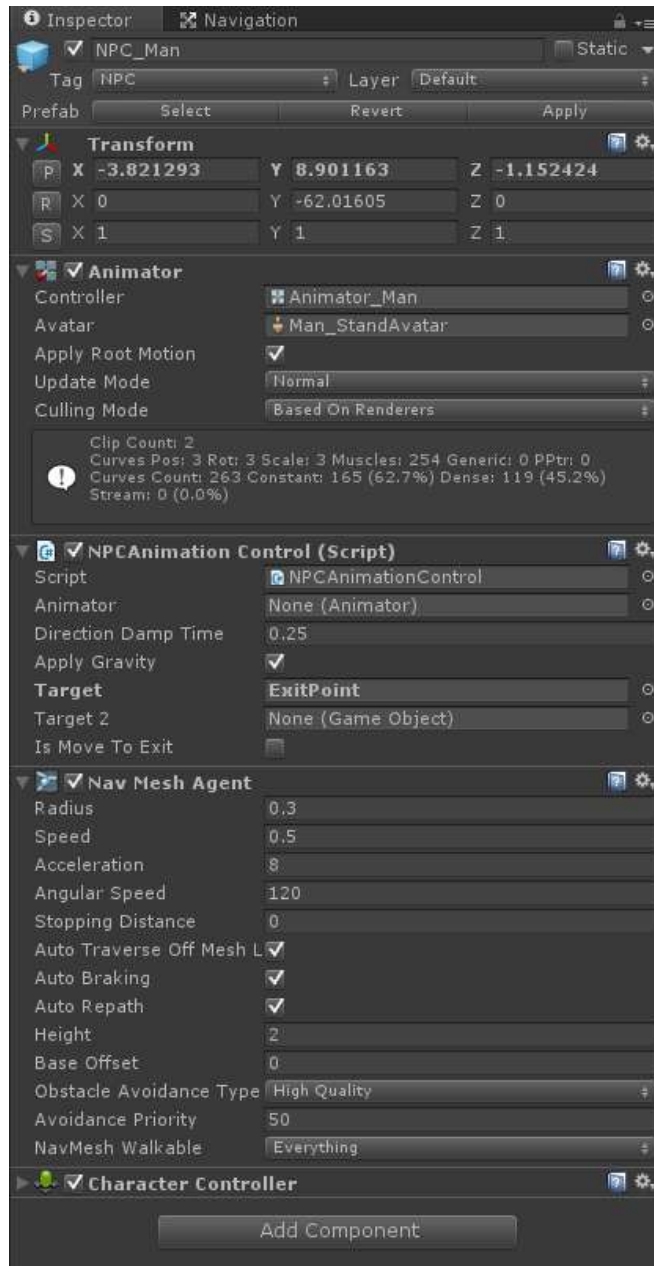 Inspector Navigation
NPC_Man Static
Tag NPC Layer Default
Prefab Select Revert Apply
Transform
P X -3.821293 Y 8.901163 Z -1.152424
R X 0 Y -62.01605 Z 0
S X 1 Y 1 Z 1
Animator
Controller Animator_Man
Avatar Man_StandAvatar
Apply Root Motion
Update Mode Normal
Culling Mode Based On Renderers
Clip Count: 2
Curves Pos: 3 Rot: 3 Scale: 3 Muscles: 254 Generic: 0 PPtr: 0
Curves Count: 263 Constant: 165 (62.7%) Dense: 119 (45.2%)
Stream: 0 (0.0%)
NPCAnimation Control (Script)
Script NPCAnimationControl
Animator None (Animator)
Direction Damp Time 0.25
Apply Gravity
Target ExitPoint
Target 2 None (Game Object)
Is Move To Exit
Nav Mesh Agent
Radius 0.3
Speed 0.5
Acceleration 8
Angular Speed 120
Stopping Distance 0
Auto Traverse Off Mesh L
Auto Braking
Auto Repath
Height 2
Base Offset 0
Obstacle Avoidance Type High Quality
Avoidance Priority 50
NavMesh Walkable Everything
Character Controller
Add Component